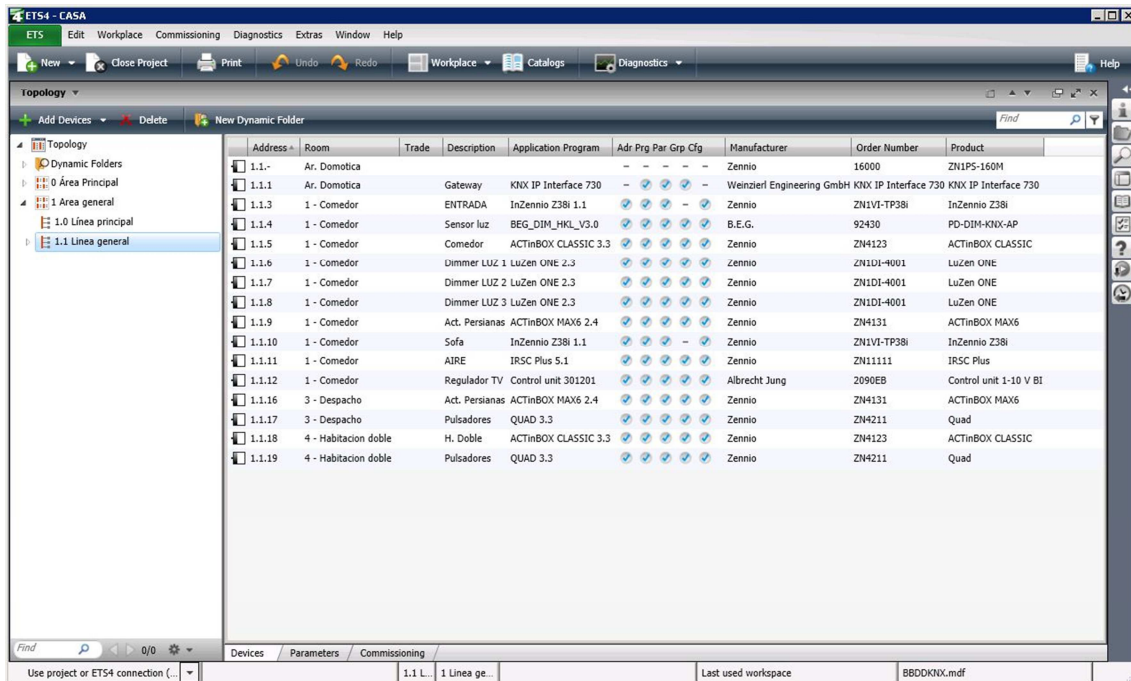 ETS4 - CASA
ETS Edit Workplace Commissioning Diagnostics Extras Window Help
New Close Project Print Undo Redo Workplace Catalogs Diagnostics Help
Topology
Add Devices Delete New Dynamic Folder Find
Topology
Dynamic Folders
0 Área Principal
1 Area general
1.0 Línea principal
1.1 Linea general
Address Room Trade Description Application Program Adr Prg Par Grp Cfg Manufacturer Order Number Product
1.1.- Ar. Domotica - - - - - Zennio 16000 ZN1PS-160M
1.1.1 Ar. Domotica Gateway KNX IP Interface 730 - - Weinzierl Engineering GmbH KNX IP Interface 730 KNX IP Interface 730
1.1.3 1 - Comedor ENTRADA InZennio Z38i 1.1 - Zennio ZN1VI-TP38i InZennio Z38i
1.1.4 1 - Comedor Sensor luz BEG_DIM_HKL_V3.0 B.E.G. 92430 PD-DIM-KNX-AP
1.1.5 1 - Comedor Comedor ACTinBOX CLASSIC 3.3 Zennio ZN4123 ACTinBOX CLASSIC
1.1.6 1 - Comedor Dimmer LUZ 1 LuZen ONE 2.3 Zennio ZN1DI-4001 LuZen ONE
1.1.7 1 - Comedor Dimmer LUZ 2 LuZen ONE 2.3 Zennio ZN1DI-4001 LuZen ONE
1.1.8 1 - Comedor Dimmer LUZ 3 LuZen ONE 2.3 Zennio ZN1DI-4001 LuZen ONE
1.1.9 1 - Comedor Act. Persianas ACTinBOX MAX6 2.4 Zennio ZN4131 ACTinBOX MAX6
1.1.10 1 - Comedor Sofa InZennio Z38i 1.1 - Zennio ZN1VI-TP38i InZennio Z38i
1.1.11 1 - Comedor AIRE IRSC Plus 5.1 Zennio ZN11111 IRSC Plus
1.1.12 1 - Comedor Regulador TV Control unit 301201 Albrecht Jung 2090EB Control unit 1-10 V BI
1.1.16 3 - Despacho Act. Persianas ACTinBOX MAX6 2.4 Zennio ZN4131 ACTinBOX MAX6
1.1.17 3 - Despacho Pulsadores QUAD 3.3 Zennio ZN4211 Quad
1.1.18 4 - Habitacion doble H. Doble ACTinBOX CLASSIC 3.3 Zennio ZN4123 ACTinBOX CLASSIC
1.1.19 4 - Habitacion doble Pulsadores QUAD 3.3 Zennio ZN4211 Quad
Find 0/0 Devices Parameters Commissioning
Use project or ETS4 connection (... 1.1 L... 1 Linea ge... Last used workspace BBDDKNX.mdf